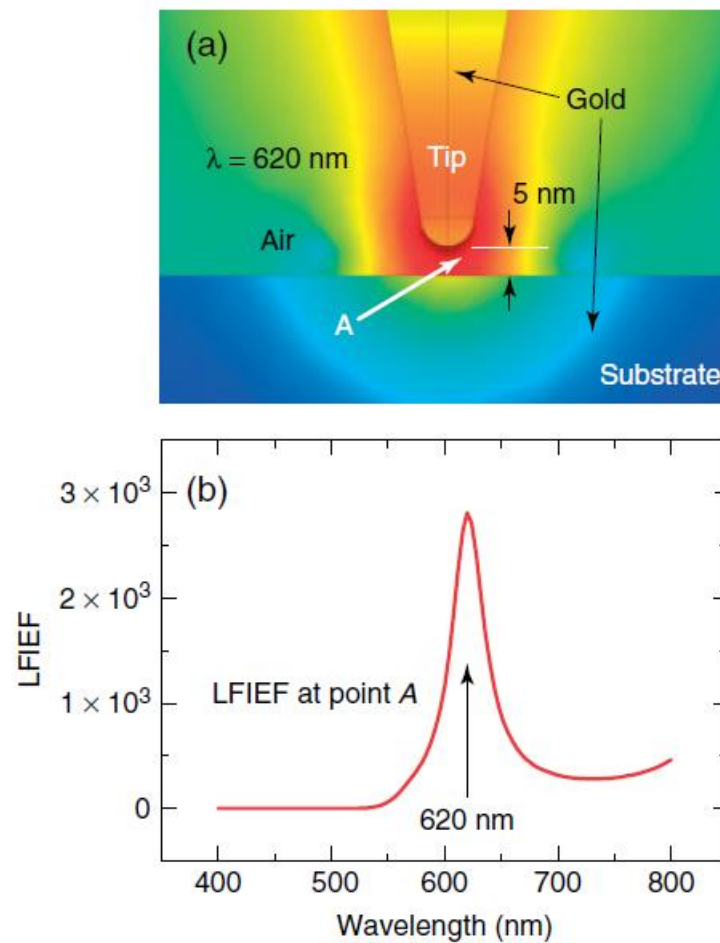 (a)
Gold
λ = 620 nm
Tip
5 nm
Air
A
Substrate
(b)
3 × 10³
2 × 10³
1 × 10³
0
LFIEF
LFIEF at point A
620 nm
400 500 600 700 800
Wavelength (nm)